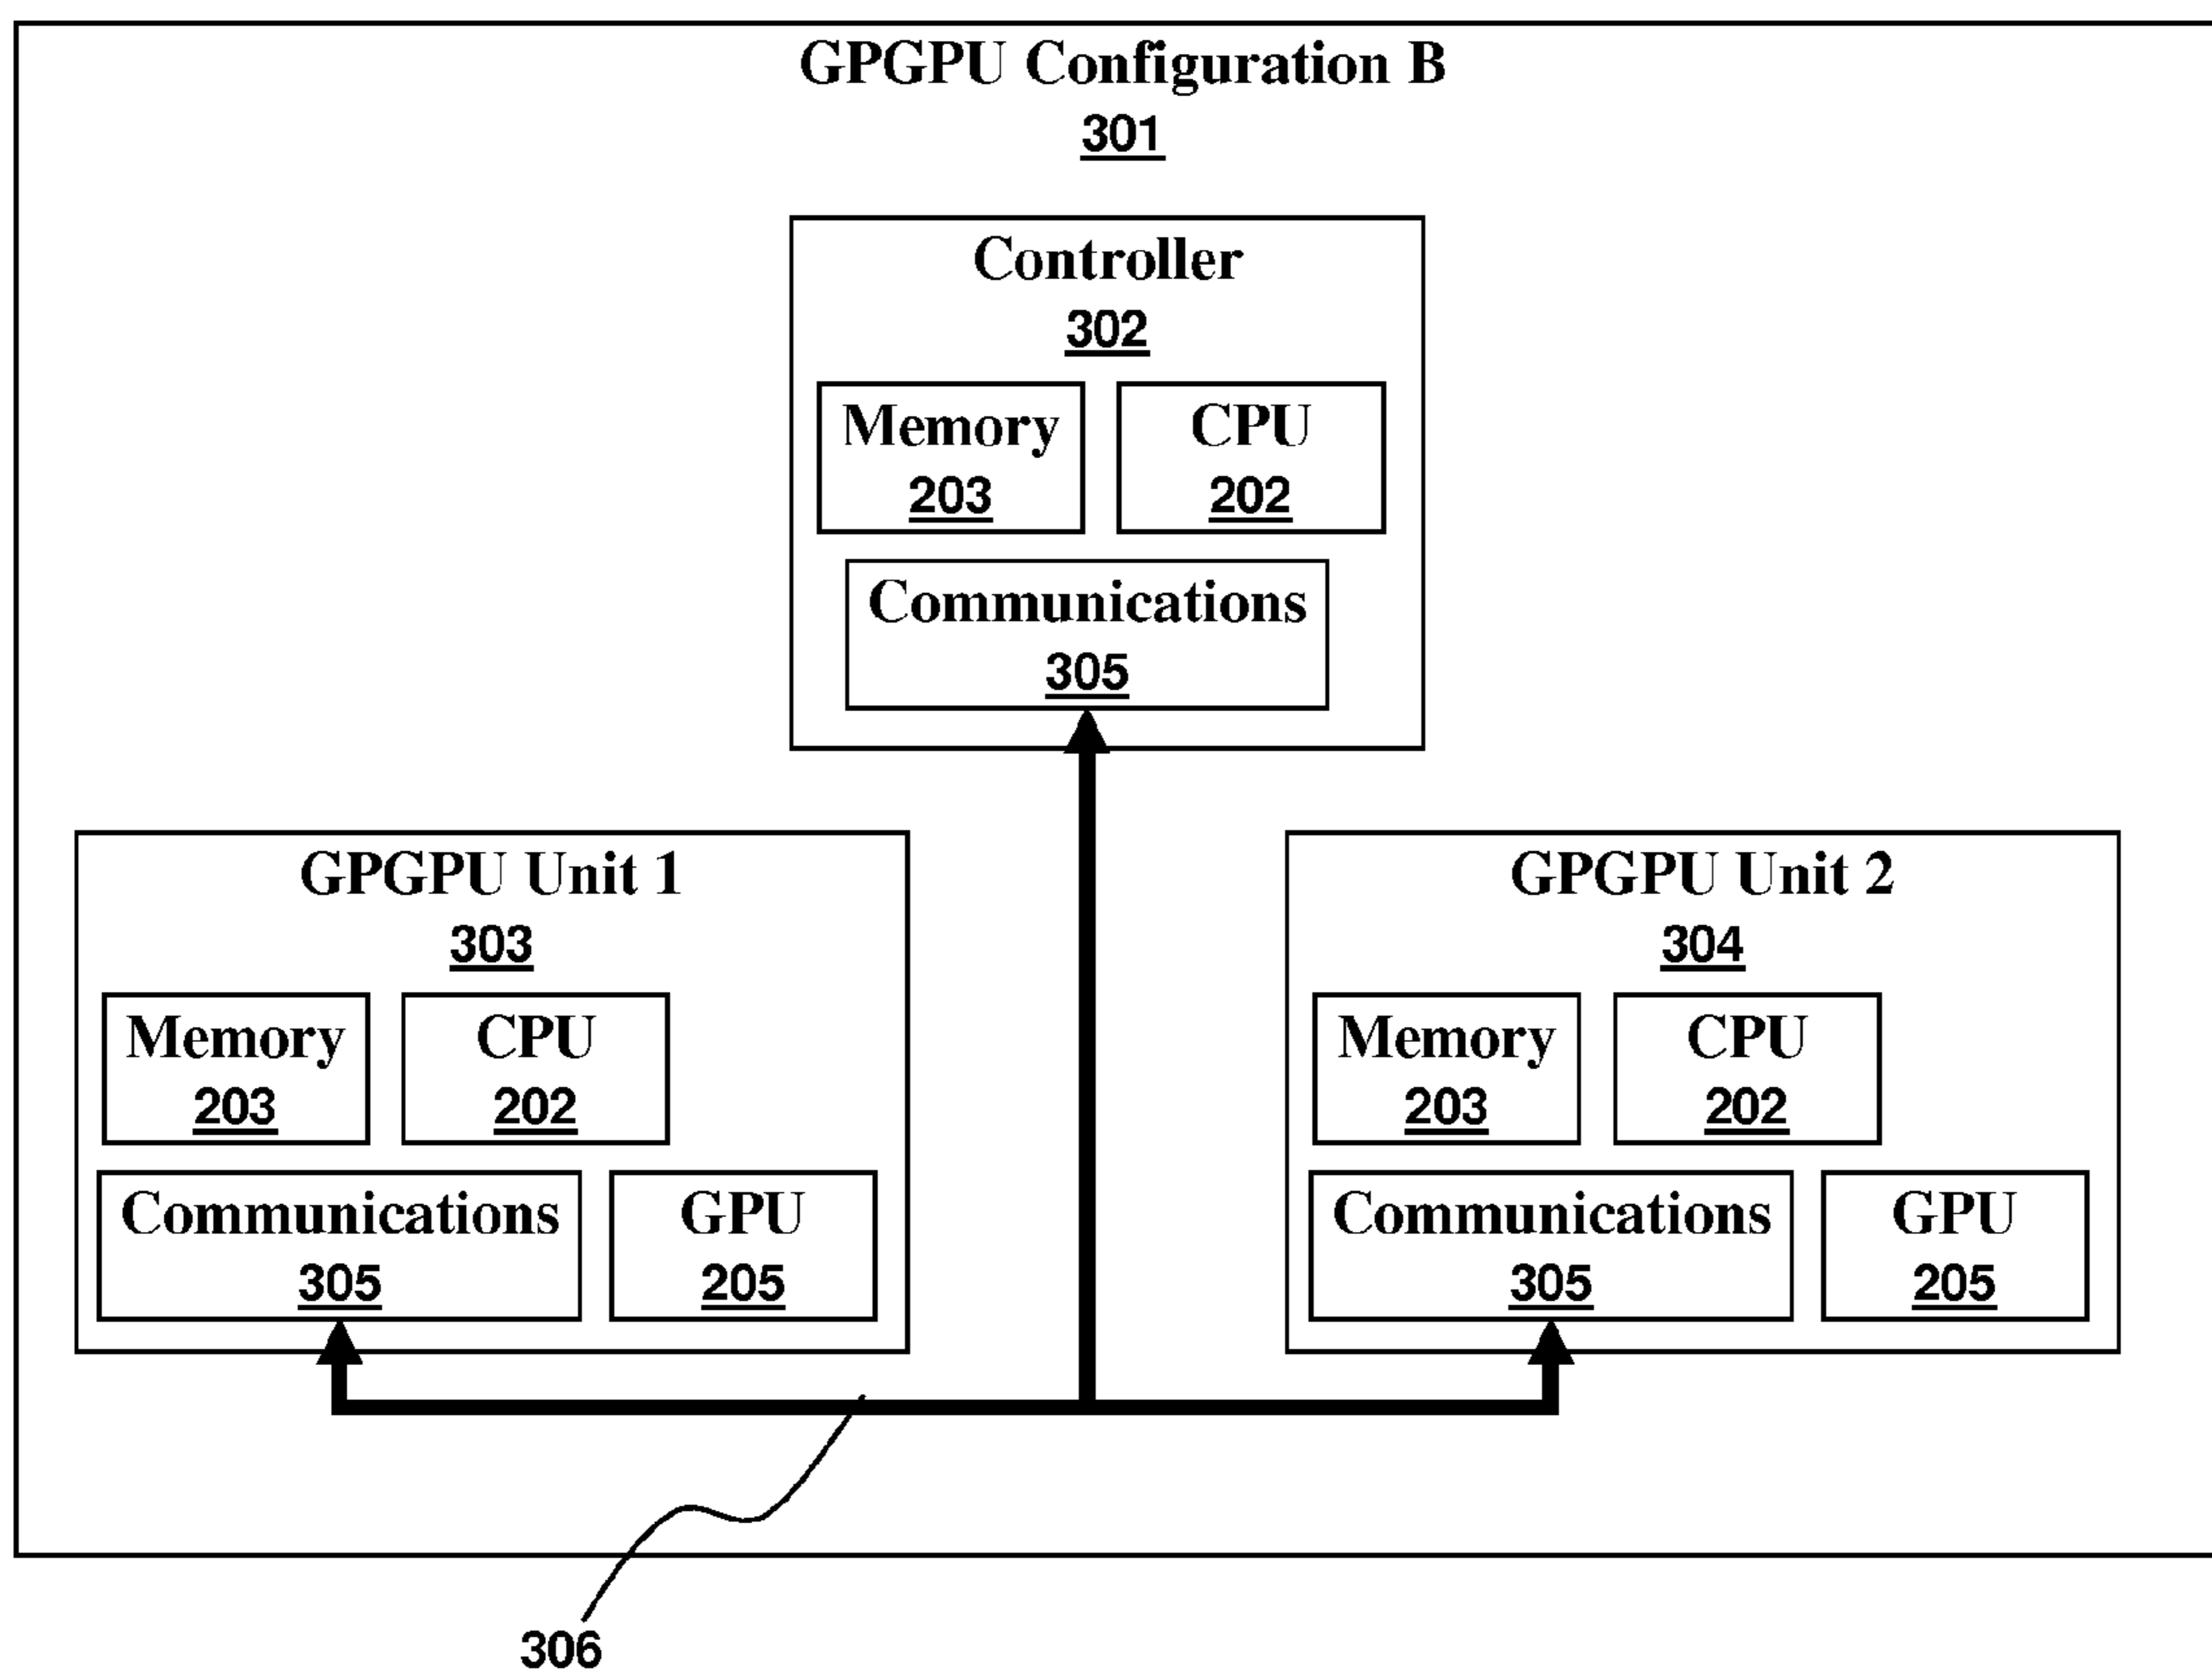 GPGPU Configuration B
301
Controller
302
Memory
203
CPU
202
Communications
305
GPGPU Unit 1
303
Memory
203
CPU
202
Communications
305
GPU
205
GPGPU Unit 2
304
Memory
203
CPU
202
Communications
305
GPU
205
306